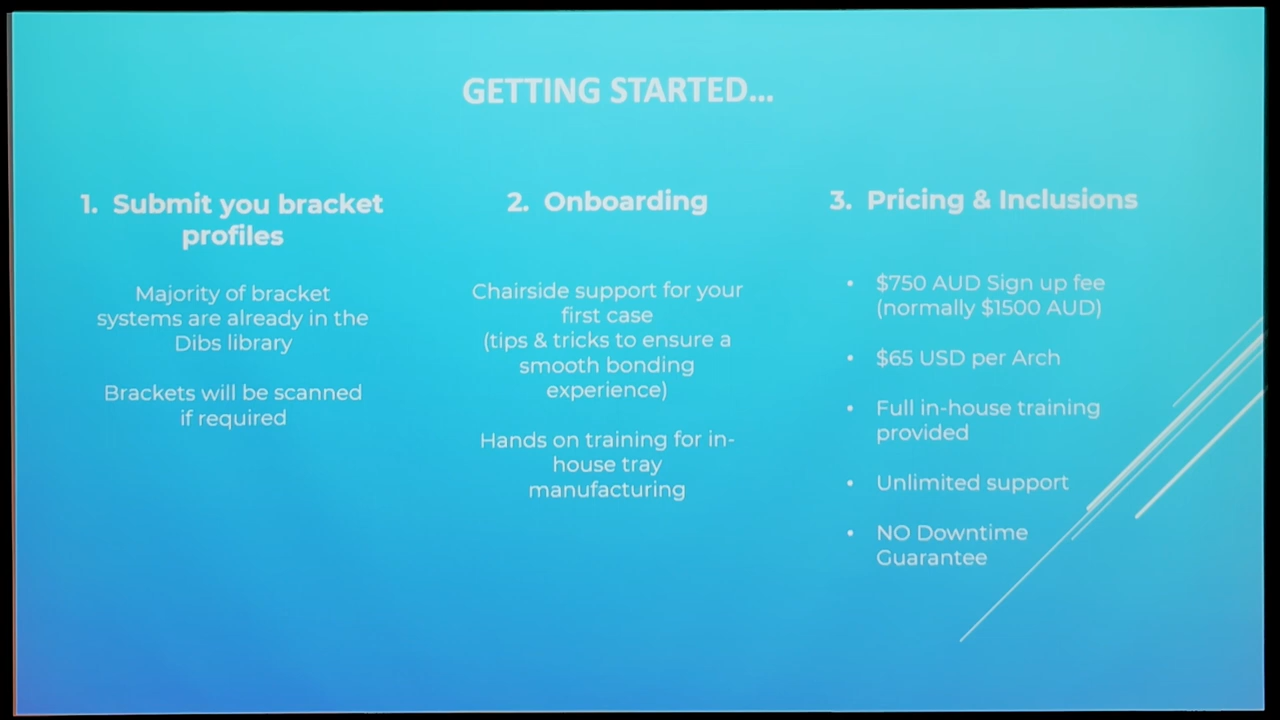 GETTING STARTED...
1. Submit you bracket
profiles
Majority of bracket
systems are already in the
Dibs library
Brackets will be scanned
if required
2. Onboarding
Chairside support for your
first case
(tips & tricks to ensure a
smooth bonding
experience)
Hands on training for in-
house tray
manufacturing
3. Pricing & Inclusions
• $750 AUD Sign up fee
(normally $1500 AUD)
• $65 USD per Arch
• Full in-house training
provided
• Unlimited support
• NO Downtime
Guarantee